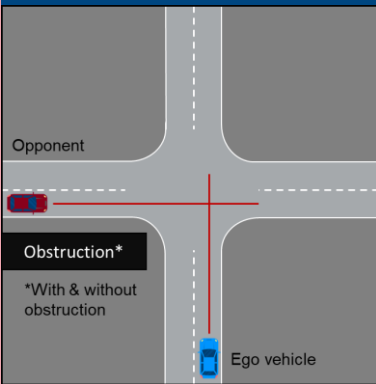 Opponent
Obstruction*
*With & without
obstruction
Ego vehicle